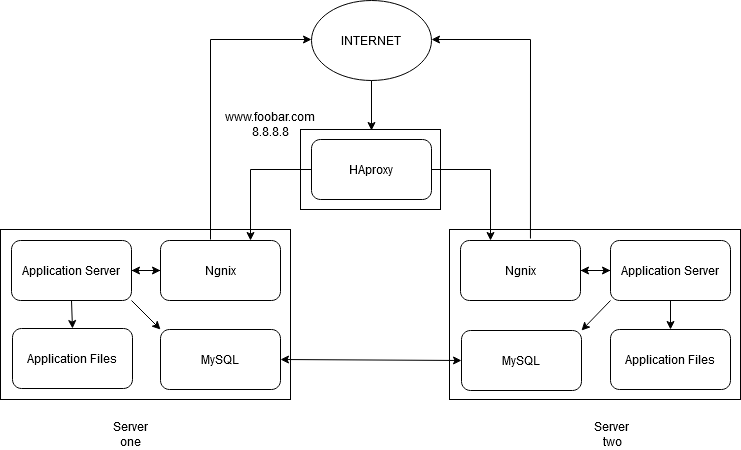 INTERNET
www.foobar.com
8.8.8.8
HAproxy
Application Server
Ngnix
Ngnix
Application Server
Application Files
MySQL
MySQL
Application Files
Server
one
Server
two